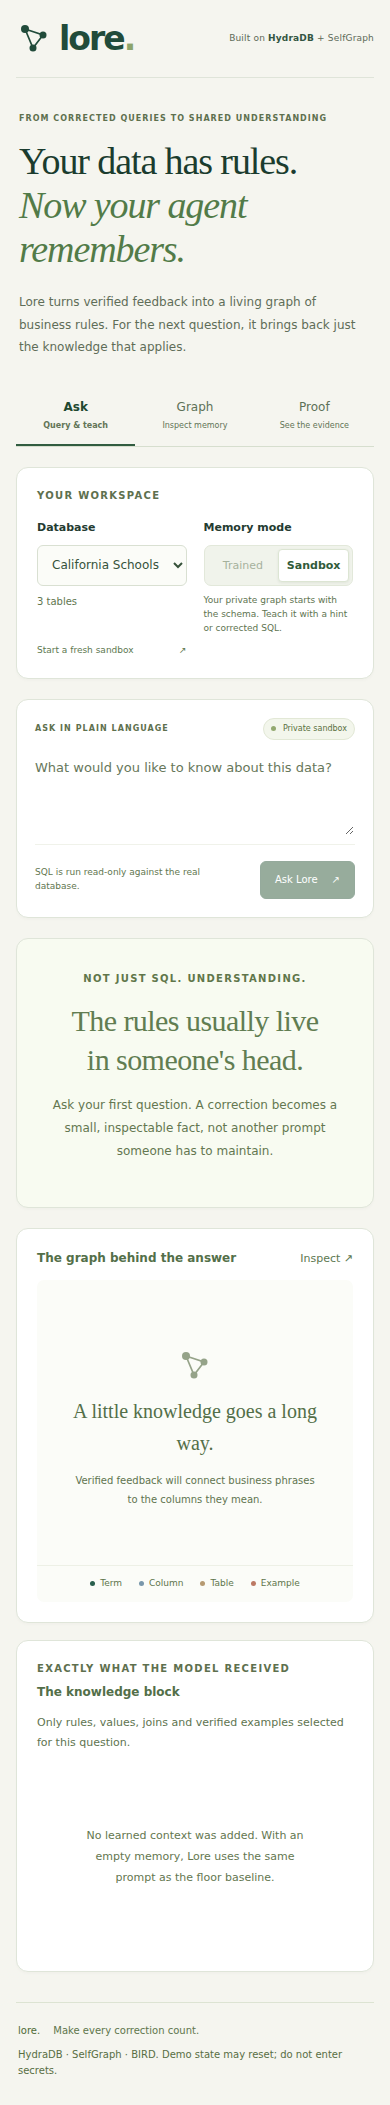 lore.
Built on HydraDB + SelfGraph
FROM CORRECTED QUERIES TO SHARED UNDERSTANDING
Your data has rules.
Now your agent
remembers.
Lore turns verified feedback into a living graph of
business rules. For the next question, it brings back just
the knowledge that applies.
Ask
Query & teach
Graph
Inspect memory
Proof
See the evidence
YOUR WORKSPACE
Database
California Schools
3 tables
Start a fresh sandbox ↗
Memory mode
Trained
Sandbox
Your private graph starts with
the schema. Teach it with a hint
or corrected SQL.
ASK IN PLAIN LANGUAGE
Private sandbox
What would you like to know about this data?
SQL is run read-only against the real
database.
Ask Lore ↗
NOT JUST SQL. UNDERSTANDING.
The rules usually live
in someone's head.
Ask your first question. A correction becomes a
small, inspectable fact, not another prompt
someone has to maintain.
The graph behind the answer
Inspect ↗
A little knowledge goes a long
way.
Verified feedback will connect business phrases
to the columns they mean.
Term
Column
Table
Example
EXACTLY WHAT THE MODEL RECEIVED
The knowledge block
Only rules, values, joins and verified examples selected
for this question.
No learned context was added. With an
empty memory, Lore uses the same
prompt as the floor baseline.
lore. Make every correction count.
HydraDB · SelfGraph · BIRD. Demo state may reset; do not enter
secrets.